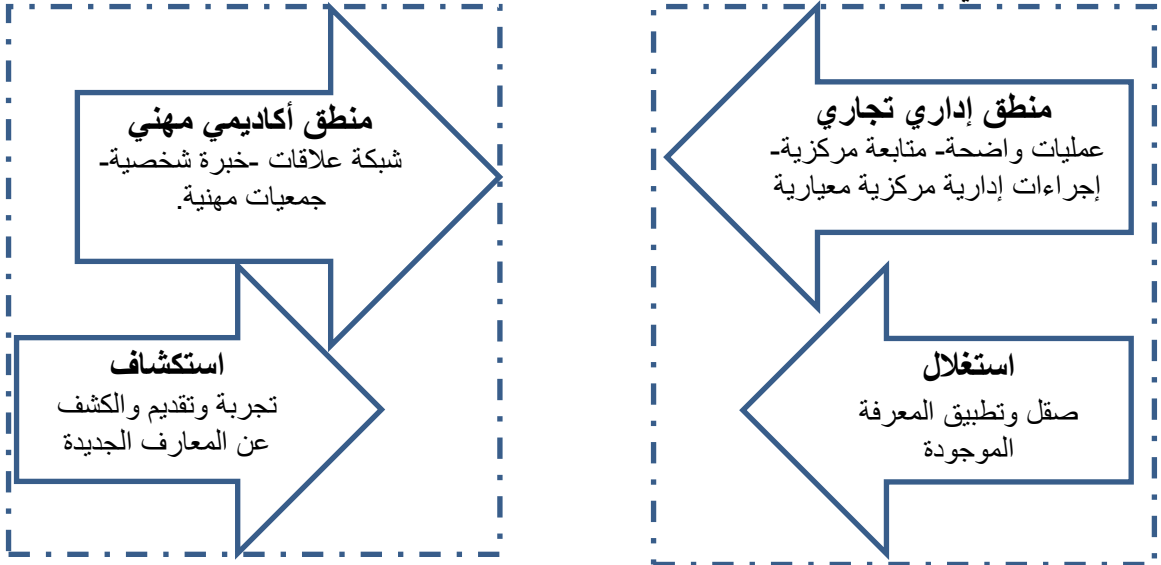 منطق إداري تجاري
عمليات واضحة- متابعة مركزية-
إجراءات إدارية مركزية معيارية
استغلال
صقل وتطبيق المعرفة
الموجودة
منطق أكاديمي مهني
شبكة علاقات -خبرة شخصية-
جمعيات مهنية.
استكشاف
تجربة وتقديم والكشف
عن المعارف الجديدة